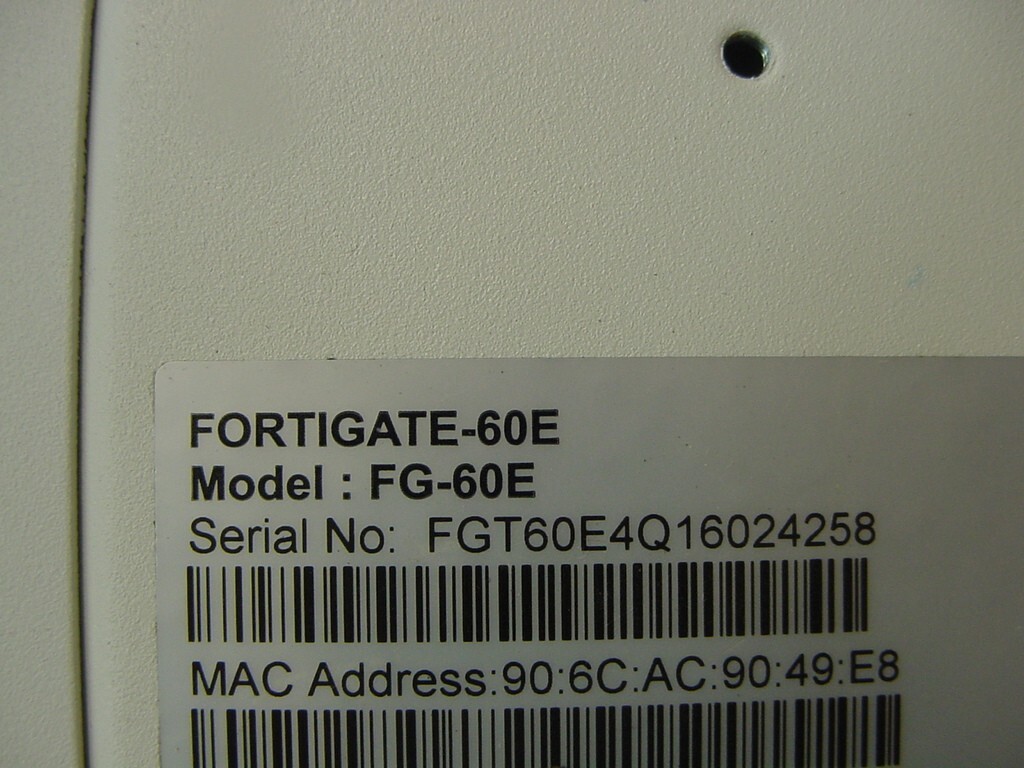 FORTIGATE-60E
Model : FG-60E
Serial No: FGT60E4Q16024258
MAC Address:90:6C:AC:90:49:E8